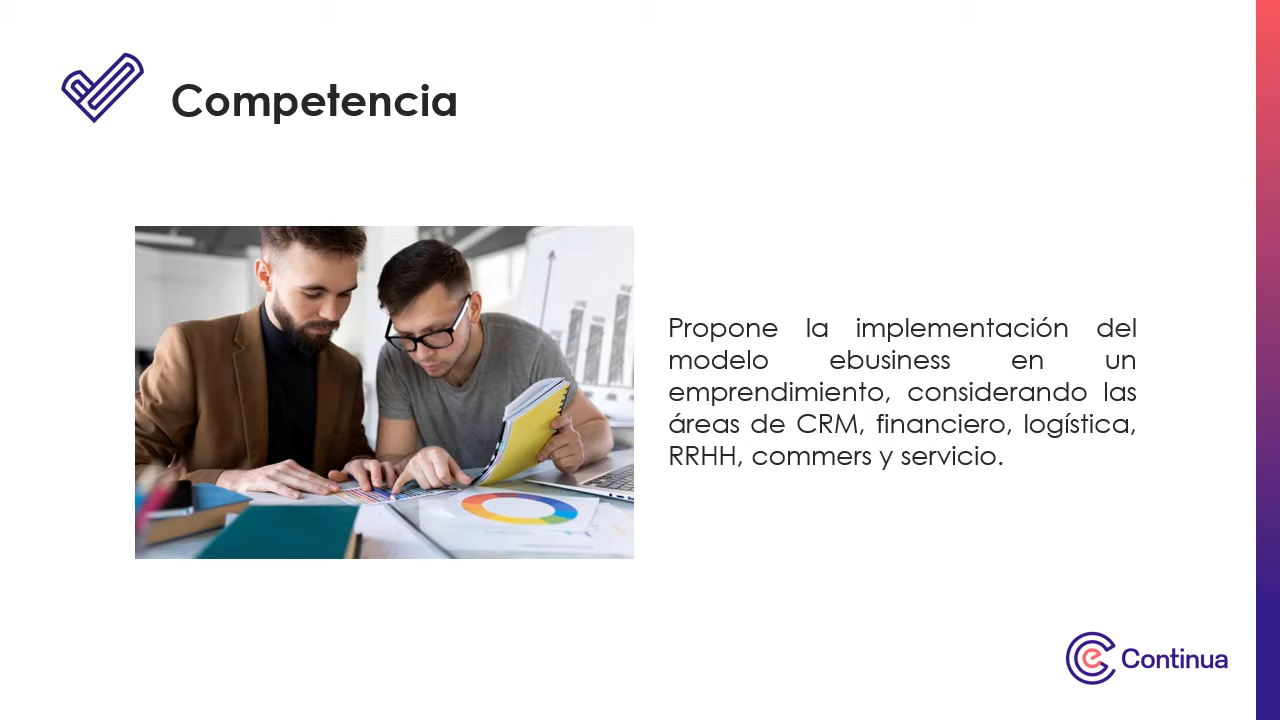 Competencia
Propone la implementación del
modelo ebusiness en un
emprendimiento, considerando las
áreas de CRM, financiero, logística,
RRHH, commers y servicio.
e Continua